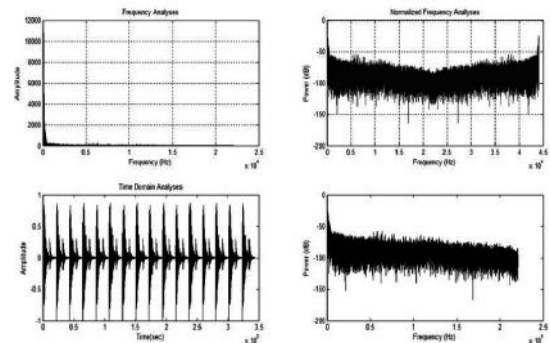 Frequency Analyses
12000
10000
8000
6000
4000
2000
0
Amplitude
0 0.5 1 1.5 2 2.5
Frequency (Hz)
x 10
Normalized Frequency Analyses
0
-50
-100
-150
-200
Power (dB)
0 0.5 1 1.5 2 2.5 3 3.5 4 4.5
Frequency (Hz)
x 10
Time Domain Analyses
1
0.5
0
-0.5
-1
Amplitude
0 0.5 1 1.5 2 2.5 3 3.5
Time(sec)
x 10
0
-50
-100
-150
-200
Power (dB)
0 0.5 1 1.5 2 2.5
Frequency (Hz)
x 10